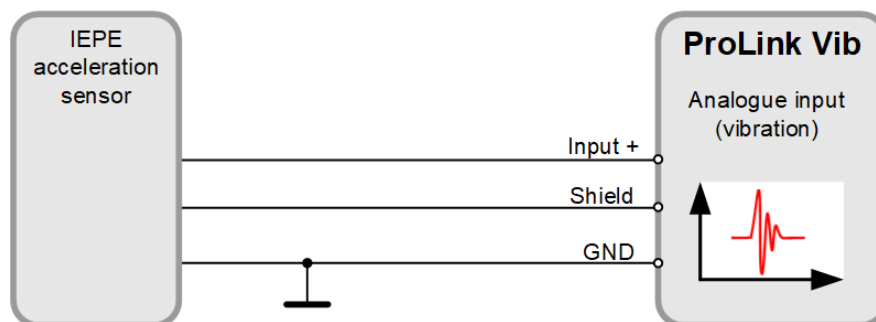 IEPE
acceleration
sensor
ProLink Vib
Analogue input
(vibration)
Input +
Shield
GND